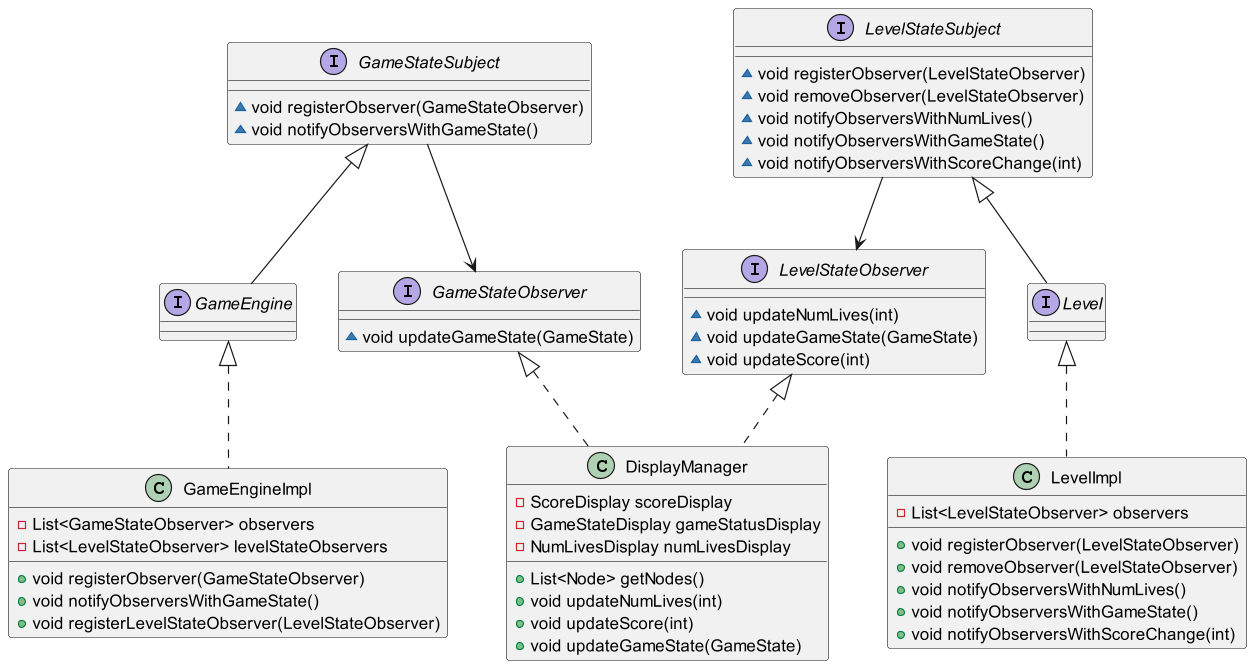 I GameStateSubject
void registerObserver(GameStateObserver)
void notifyObserversWithGameState()
I LevelStateSubject
void registerObserver(LevelStateObserver)
void removeObserver(LevelStateObserver)
void notifyObserversWithNumLives()
void notifyObserversWithGameState()
void notifyObserversWithScoreChange(int)
I GameEngine
I GameStateObserver
void updateGameState(GameState)
I LevelStateObserver
void updateNumLives(int)
void updateGameState(GameState)
void updateScore(int)
I Level
C GameEngineImpl
List<GameStateObserver> observers
List<LevelStateObserver> levelStateObservers
void registerObserver(GameStateObserver)
void notifyObserversWithGameState()
void registerLevelStateObserver(LevelStateObserver)
C DisplayManager
ScoreDisplay scoreDisplay
GameStateDisplay gameStatusDisplay
NumLivesDisplay numLivesDisplay
List<Node> getNodes()
void updateNumLives(int)
void updateScore(int)
void updateGameState(GameState)
C LevelImpl
List<LevelStateObserver> observers
void registerObserver(LevelStateObserver)
void removeObserver(LevelStateObserver)
void notifyObserversWithNumLives()
void notifyObserversWithGameState()
void notifyObserversWithScoreChange(int)